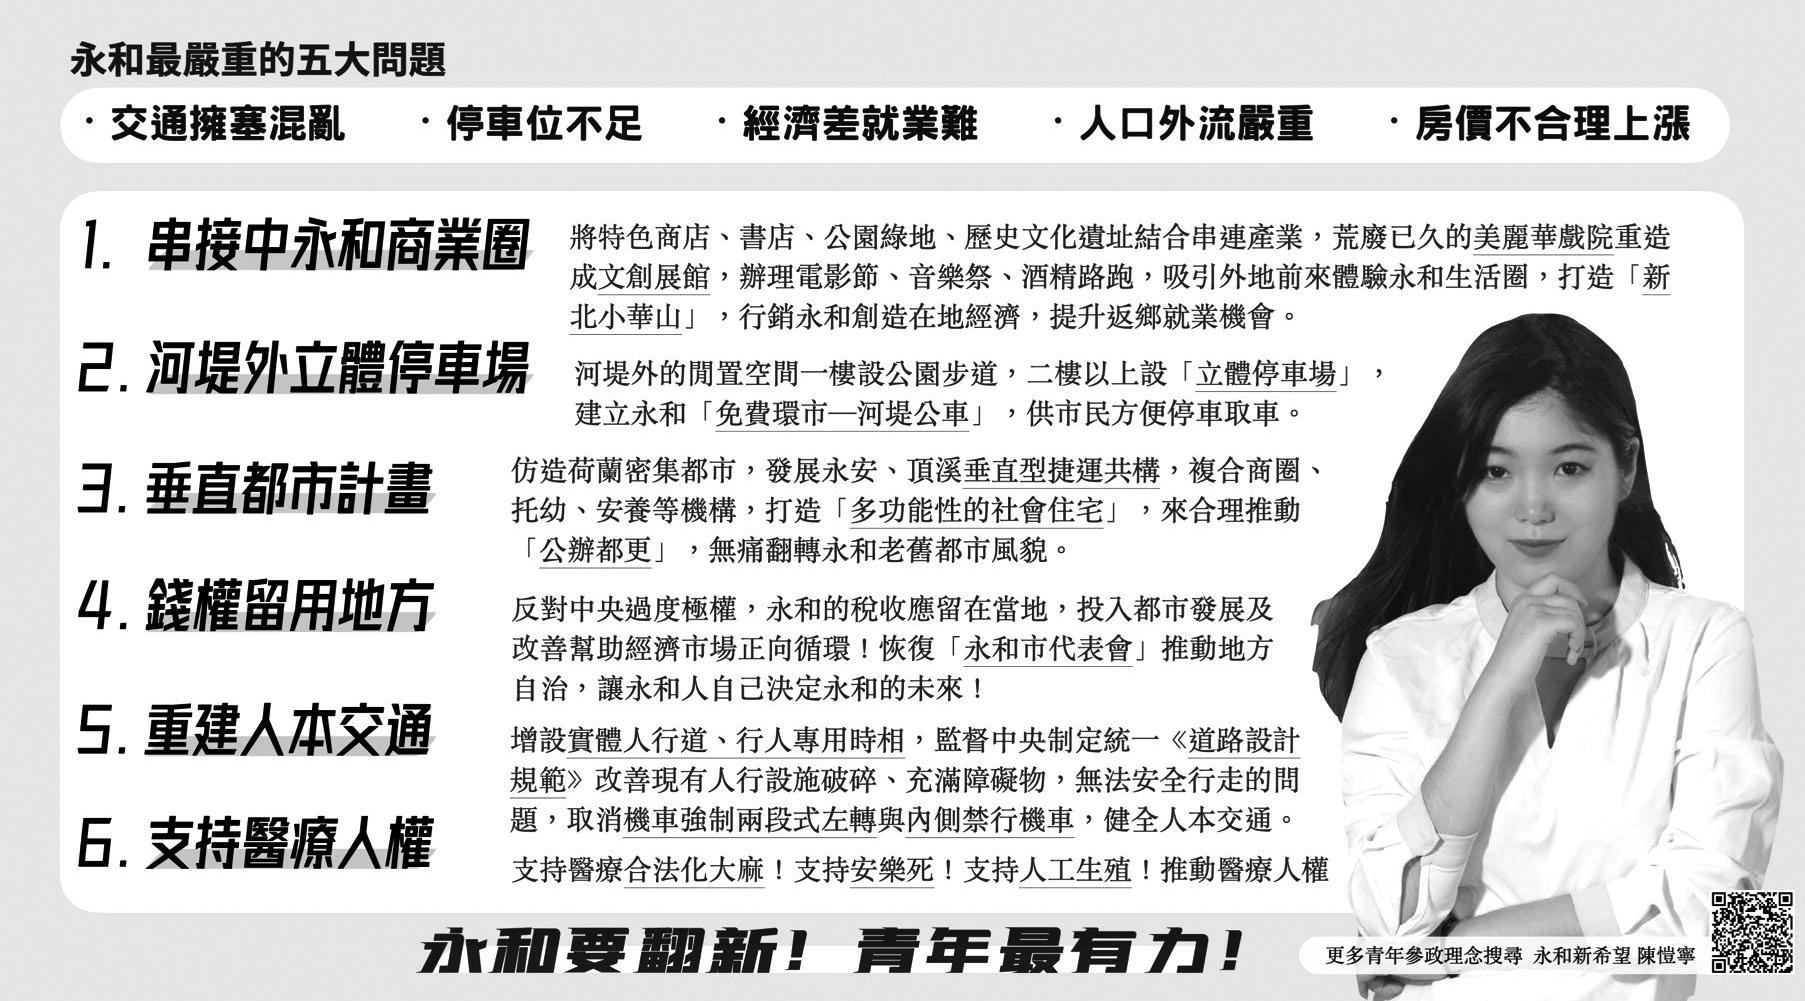 永和最嚴重的五大問題
· 交通擁塞混亂 · 停車位不足 · 經濟差就業難 · 人口外流嚴重 · 房價不合理上漲
1. 串接中永和商業圈
將特色商店、書店、公園綠地、歷史文化遺址結合串連產業，荒廢已久的美麗華戲院重造
成文創展館，辦理電影節、音樂祭、酒精路跑，吸引外地前來體驗永和生活圈，打造「新
北小華山」，行銷永和創造在地經濟，提升返鄉就業機會。
2. 河堤外立體停車場
河堤外的閒置空間一樓設公園步道，二樓以上設「立體停車場」，
建立永和「免費環市—河堤公車」，供市民方便停車取車。
3. 垂直都市計畫
仿造荷蘭密集都市，發展永安、頂溪垂直型捷運共構，複合商圈、
托幼、安養等機構，打造「多功能性的社會住宅」，來合理推動
「公辦都更」，無痛翻轉永和老舊都市風貌。
4. 錢權留用地方
反對中央過度極權，永和的稅收應留在當地，投入都市發展及
改善幫助經濟市場正向循環！恢復「永和市代表會」推動地方
自治，讓永和人自己決定永和的未來！
5. 重建人本交通
增設實體人行道、行人專用時相，監督中央制定統一《道路設計
規範》改善現有人行設施破碎、充滿障礙物，無法安全行走的問
題，取消機車強制兩段式左轉與內側禁行機車，健全人本交通。
6. 支持醫療人權
支持醫療合法化大麻！支持安樂死！支持人工生殖！推動醫療人權
永和要翻新！青年最有力！
更多青年參政理念搜尋 永和新希望 陳愷寧